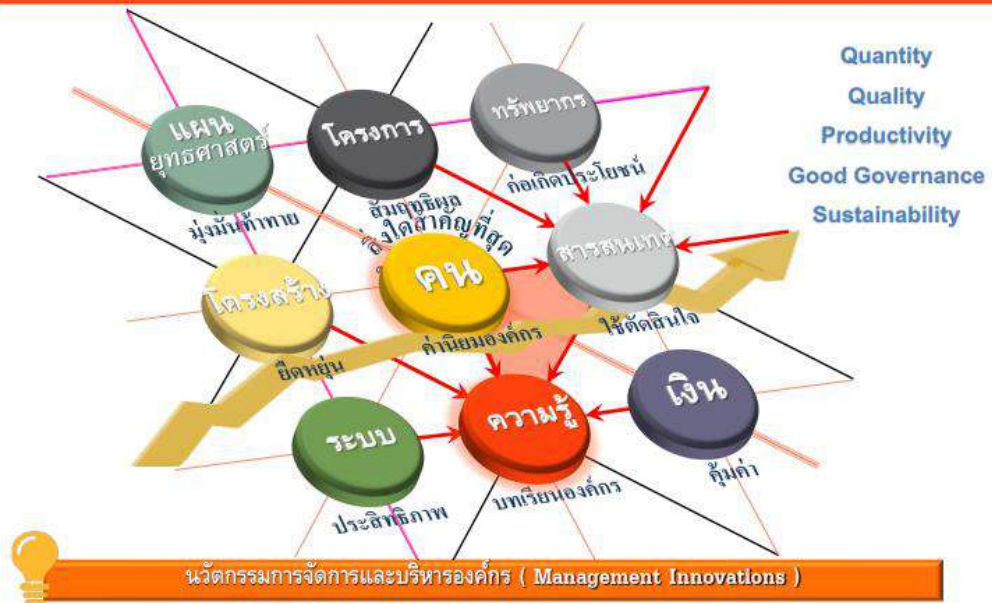 Quantity
Quality
Productivity
Good Governance
Sustainability
แผน
ยุทธศาสตร์
โครงการ
ทรัพยากร
มุ่งมั่นท้าทาย
สัมฤทธิผล
ก่อเกิดประโยชน์
สำคัญที่สุด
โครงสร้าง
คน
สารสนเทศ
ยืดหยุ่น
ค่านิยมองค์กร
ใช้ตัดสินใจ
ระบบ
ความรู้
เงิน
ประสิทธิภาพ
บทเรียนองค์กร
คุ้มค่า
นวัตกรรมการจัดการและบริหารองค์กร ( Management Innovations )